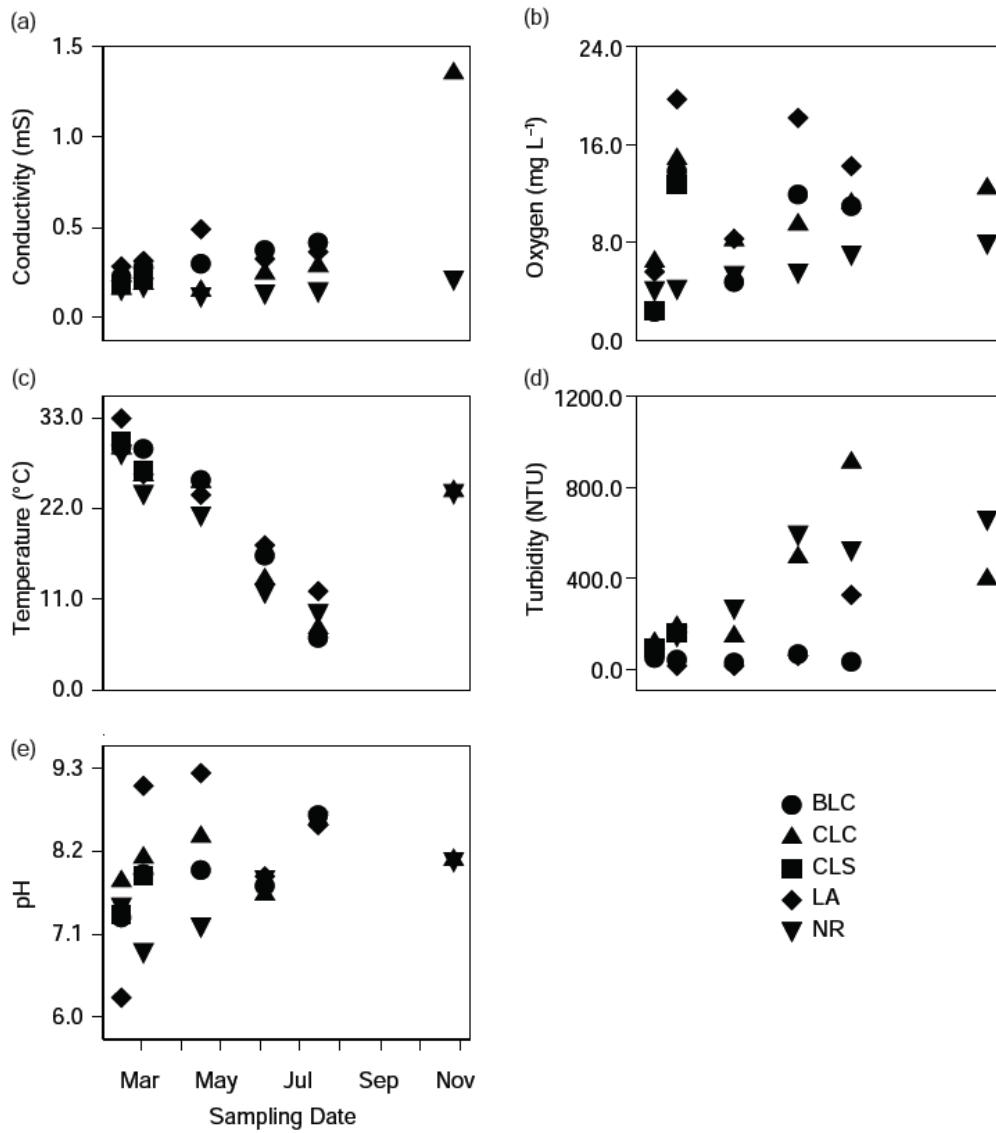 (a)
1.5
1.0
0.5
0.0
Conductivity (mS)
(b)
24.0
16.0
8.0
0.0
Oxygen (mg L⁻¹)
(c)
33.0
22.0
11.0
0.0
Temperature (°C)
(d)
1200.0
800.0
400.0
0.0
Turbidity (NTU)
(e)
9.3
8.2
7.1
6.0
pH
Mar May Jul Sep Nov
Sampling Date
BLC
CLC
CLS
LA
NR